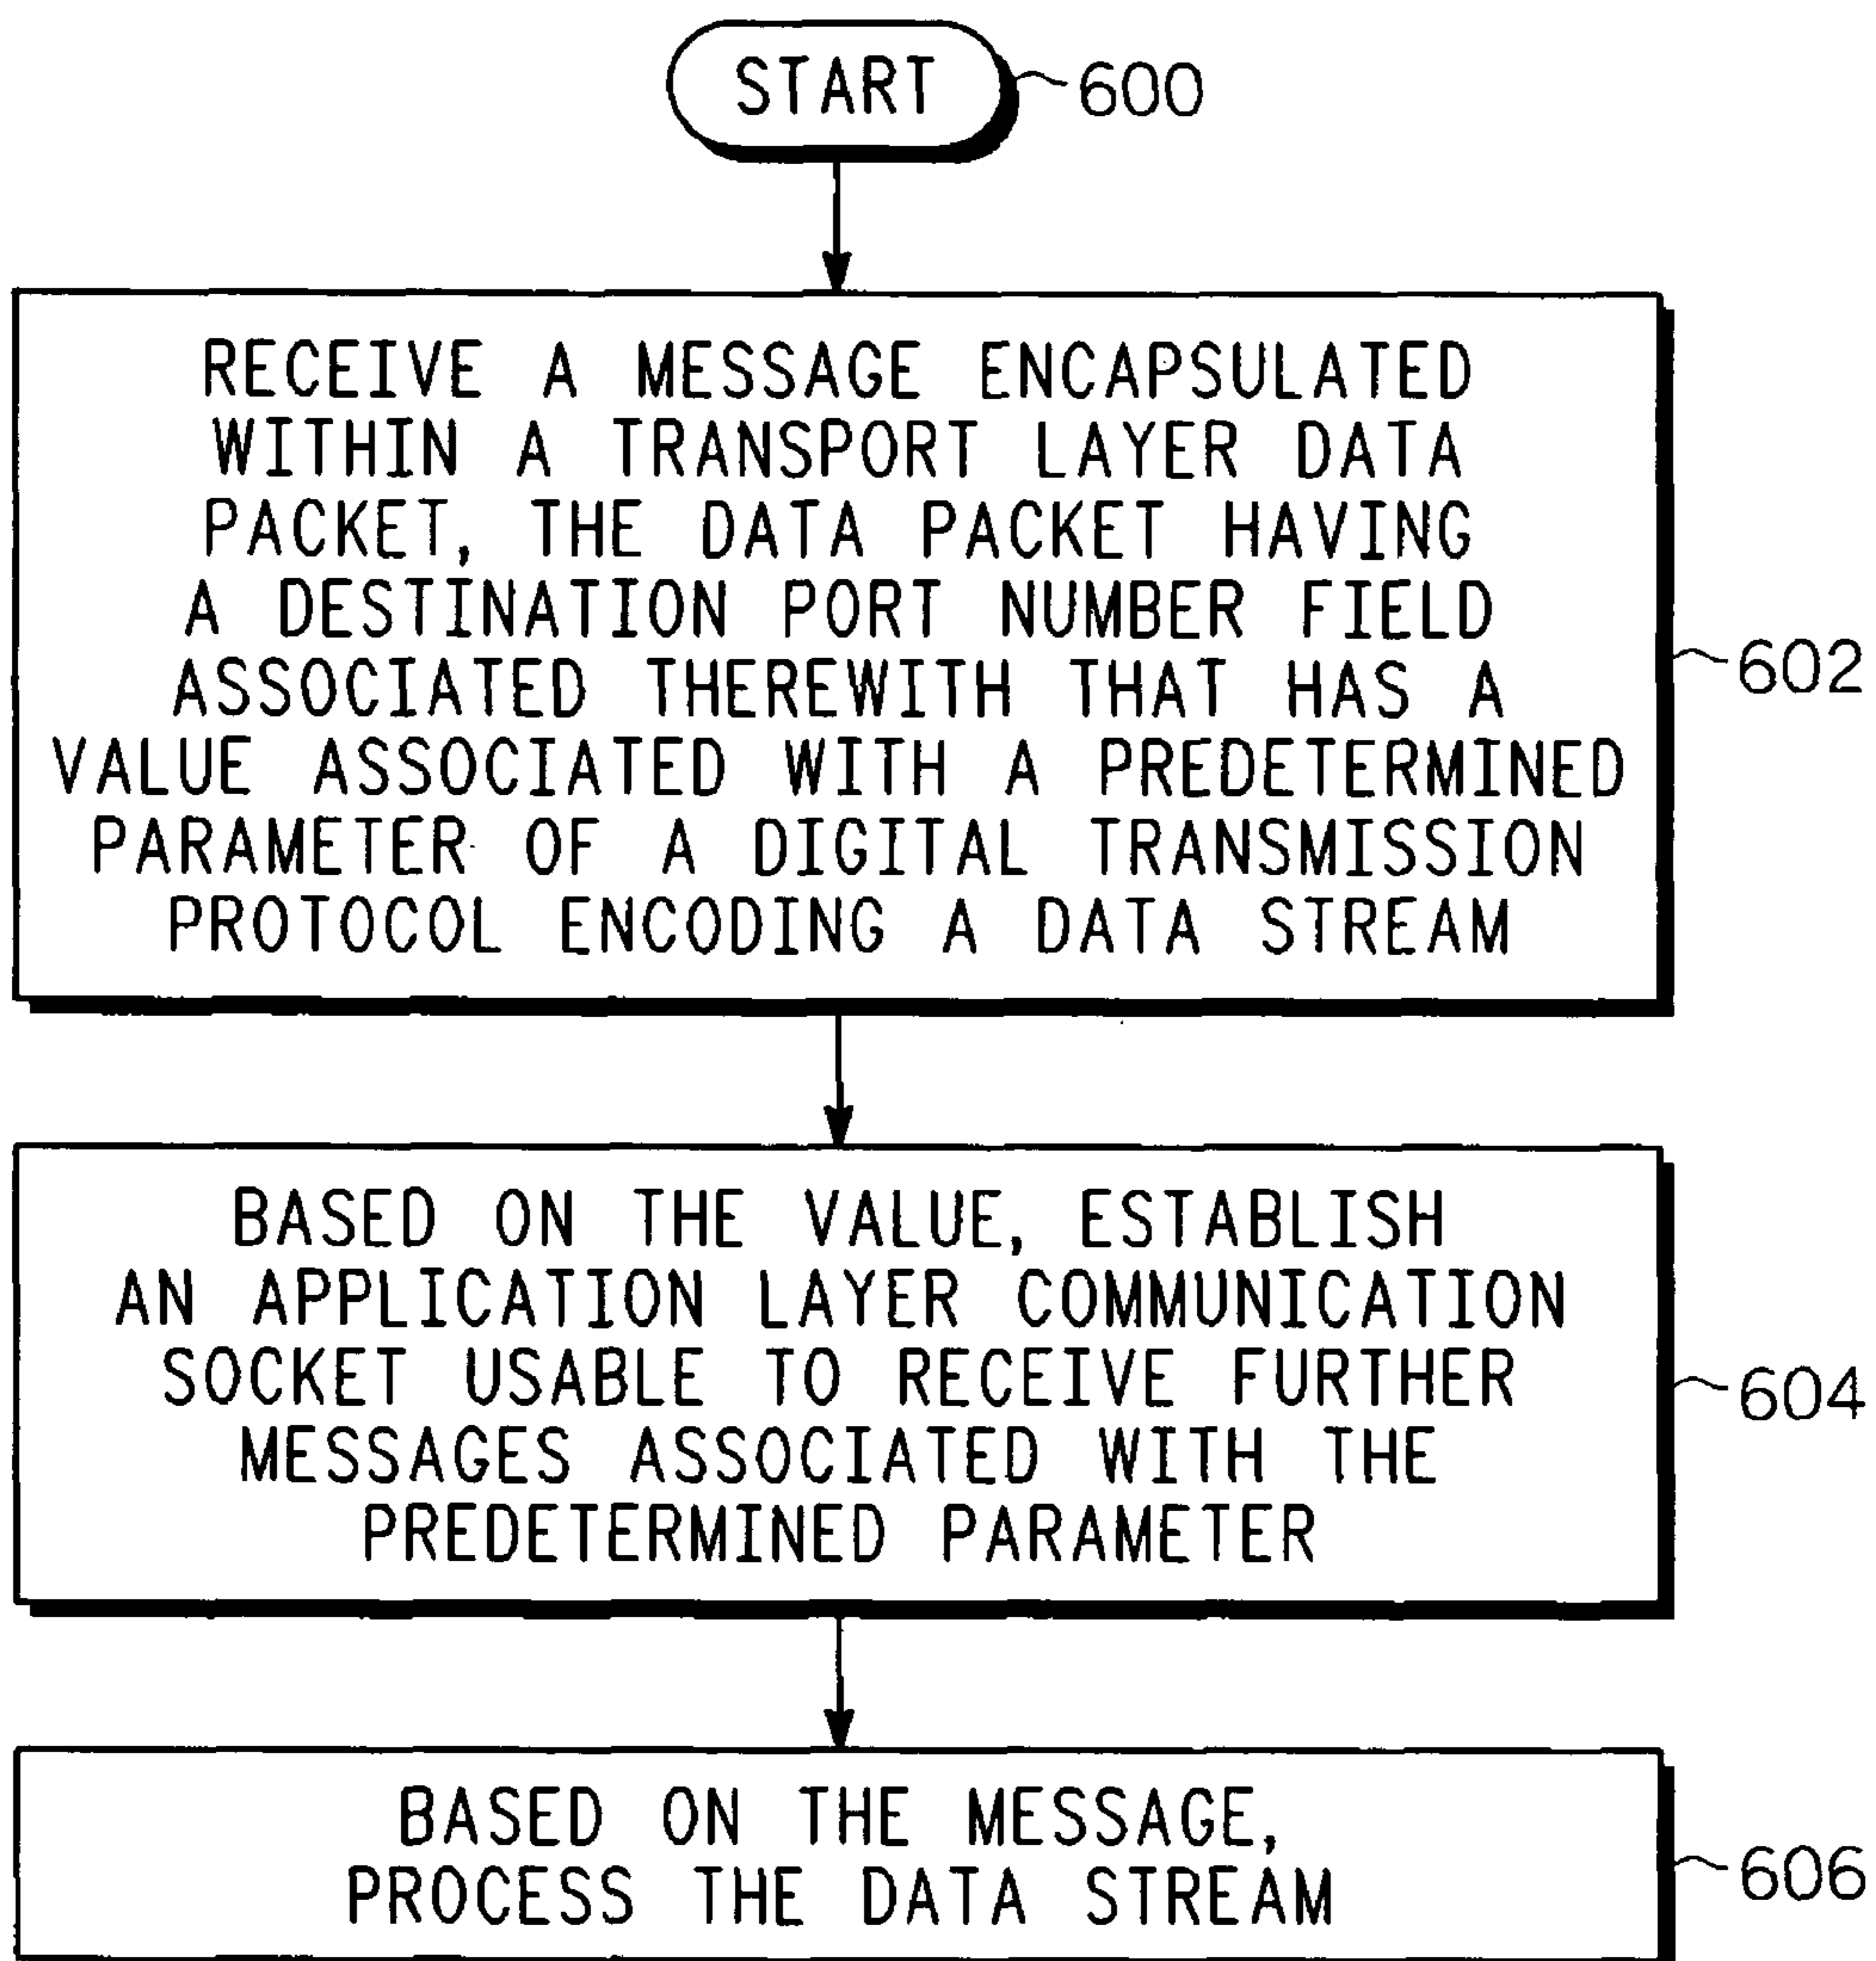 START
600
RECEIVE A MESSAGE ENCAPSULATED
WITHIN A TRANSPORT LAYER DATA
PACKET, THE DATA PACKET HAVING
A DESTINATION PORT NUMBER FIELD
ASSOCIATED THEREWITH THAT HAS A
VALUE ASSOCIATED WITH A PREDETERMINED
PARAMETER OF A DIGITAL TRANSMISSION
PROTOCOL ENCODING A DATA STREAM
602
BASED ON THE VALUE, ESTABLISH
AN APPLICATION LAYER COMMUNICATION
SOCKET USABLE TO RECEIVE FURTHER
MESSAGES ASSOCIATED WITH THE
PREDETERMINED PARAMETER
604
BASED ON THE MESSAGE,
PROCESS THE DATA STREAM
606